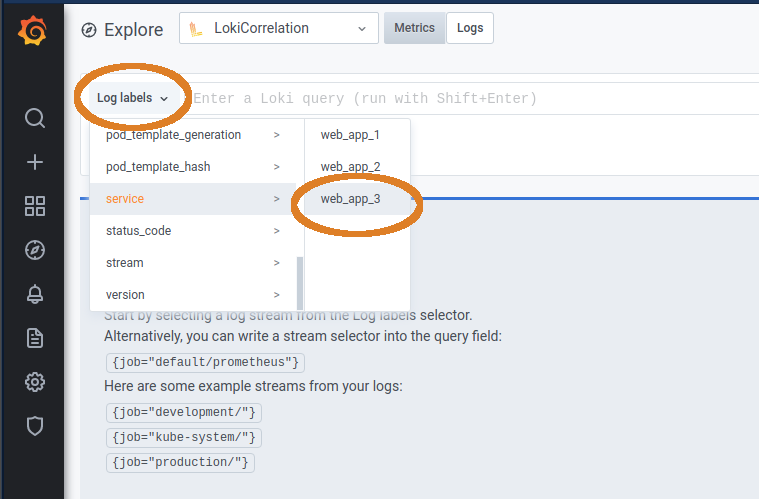 Explore LokiCorrelation Metrics Logs
Log labels Enter a Loki query (run with Shift+Enter)
pod_template_generation > web_app_1
pod_template_hash > web_app_2
service > web_app_3
status_code >
stream >
version >
Start by selecting a log stream from the Log labels selector.
Alternatively, you can write a stream selector into the query field:
{job="default/prometheus"}
Here are some example streams from your logs:
{job="development/"}
{job="kube-system/"}
{job="production/"}